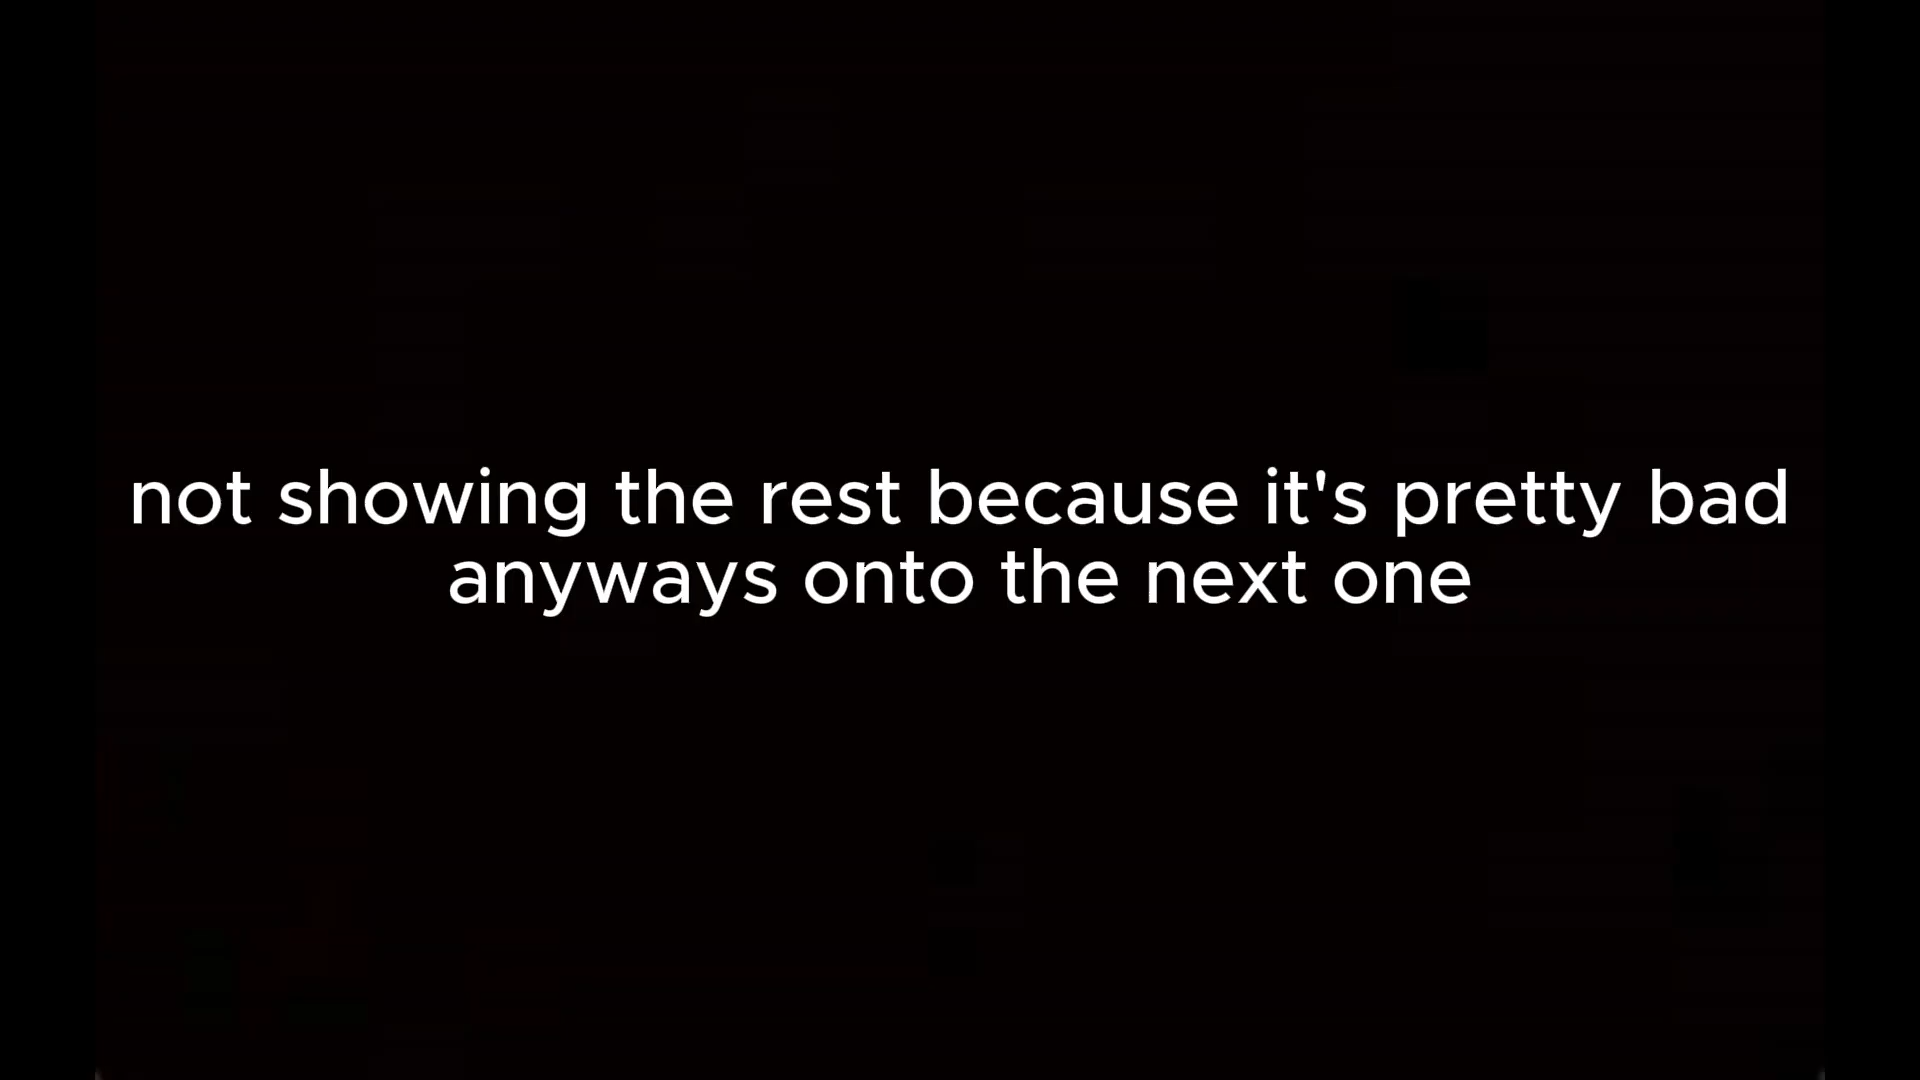 not showing the rest because it's pretty bad
anyways onto the next one